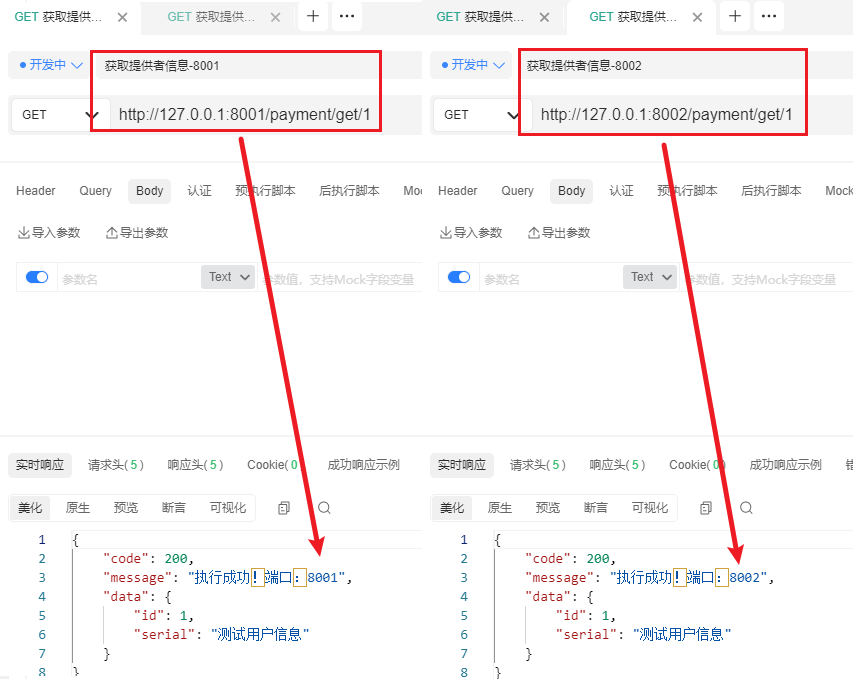 GET 获取提供... GET 获取提供...
开发中 获取提供者信息-8001
GET http://127.0.0.1:8001/payment/get/1
Header Query Body 认证 预执行脚本 后执行脚本
导入参数 导出参数
参数名 Text 参数值，支持Mock字段变量
实时响应 请求头(5) 响应头(5) Cookie(0 成功响应示例
美化 原生 预览 断言 可视化
1 {
2 "code": 200,
3 "message": "执行成功！端口：8001",
4 "data": {
5 "id": 1,
6 "serial": "测试用户信息"
7 }
8 }
GET 获取提供... GET 获取提供...
开发中 获取提供者信息-8002
GET http://127.0.0.1:8002/payment/get/1
Header Query Body 认证 预执行脚本 后执行脚本 Mock
导入参数 导出参数
参数名 Text 参数值，支持Mock字段变量
实时响应 请求头(5) 响应头(5) Cookie(0) 成功响应示例
美化 原生 预览 断言 可视化
1 {
2 "code": 200,
3 "message": "执行成功！端口：8002",
4 "data": {
5 "id": 1,
6 "serial": "测试用户信息"
7 }
8 }